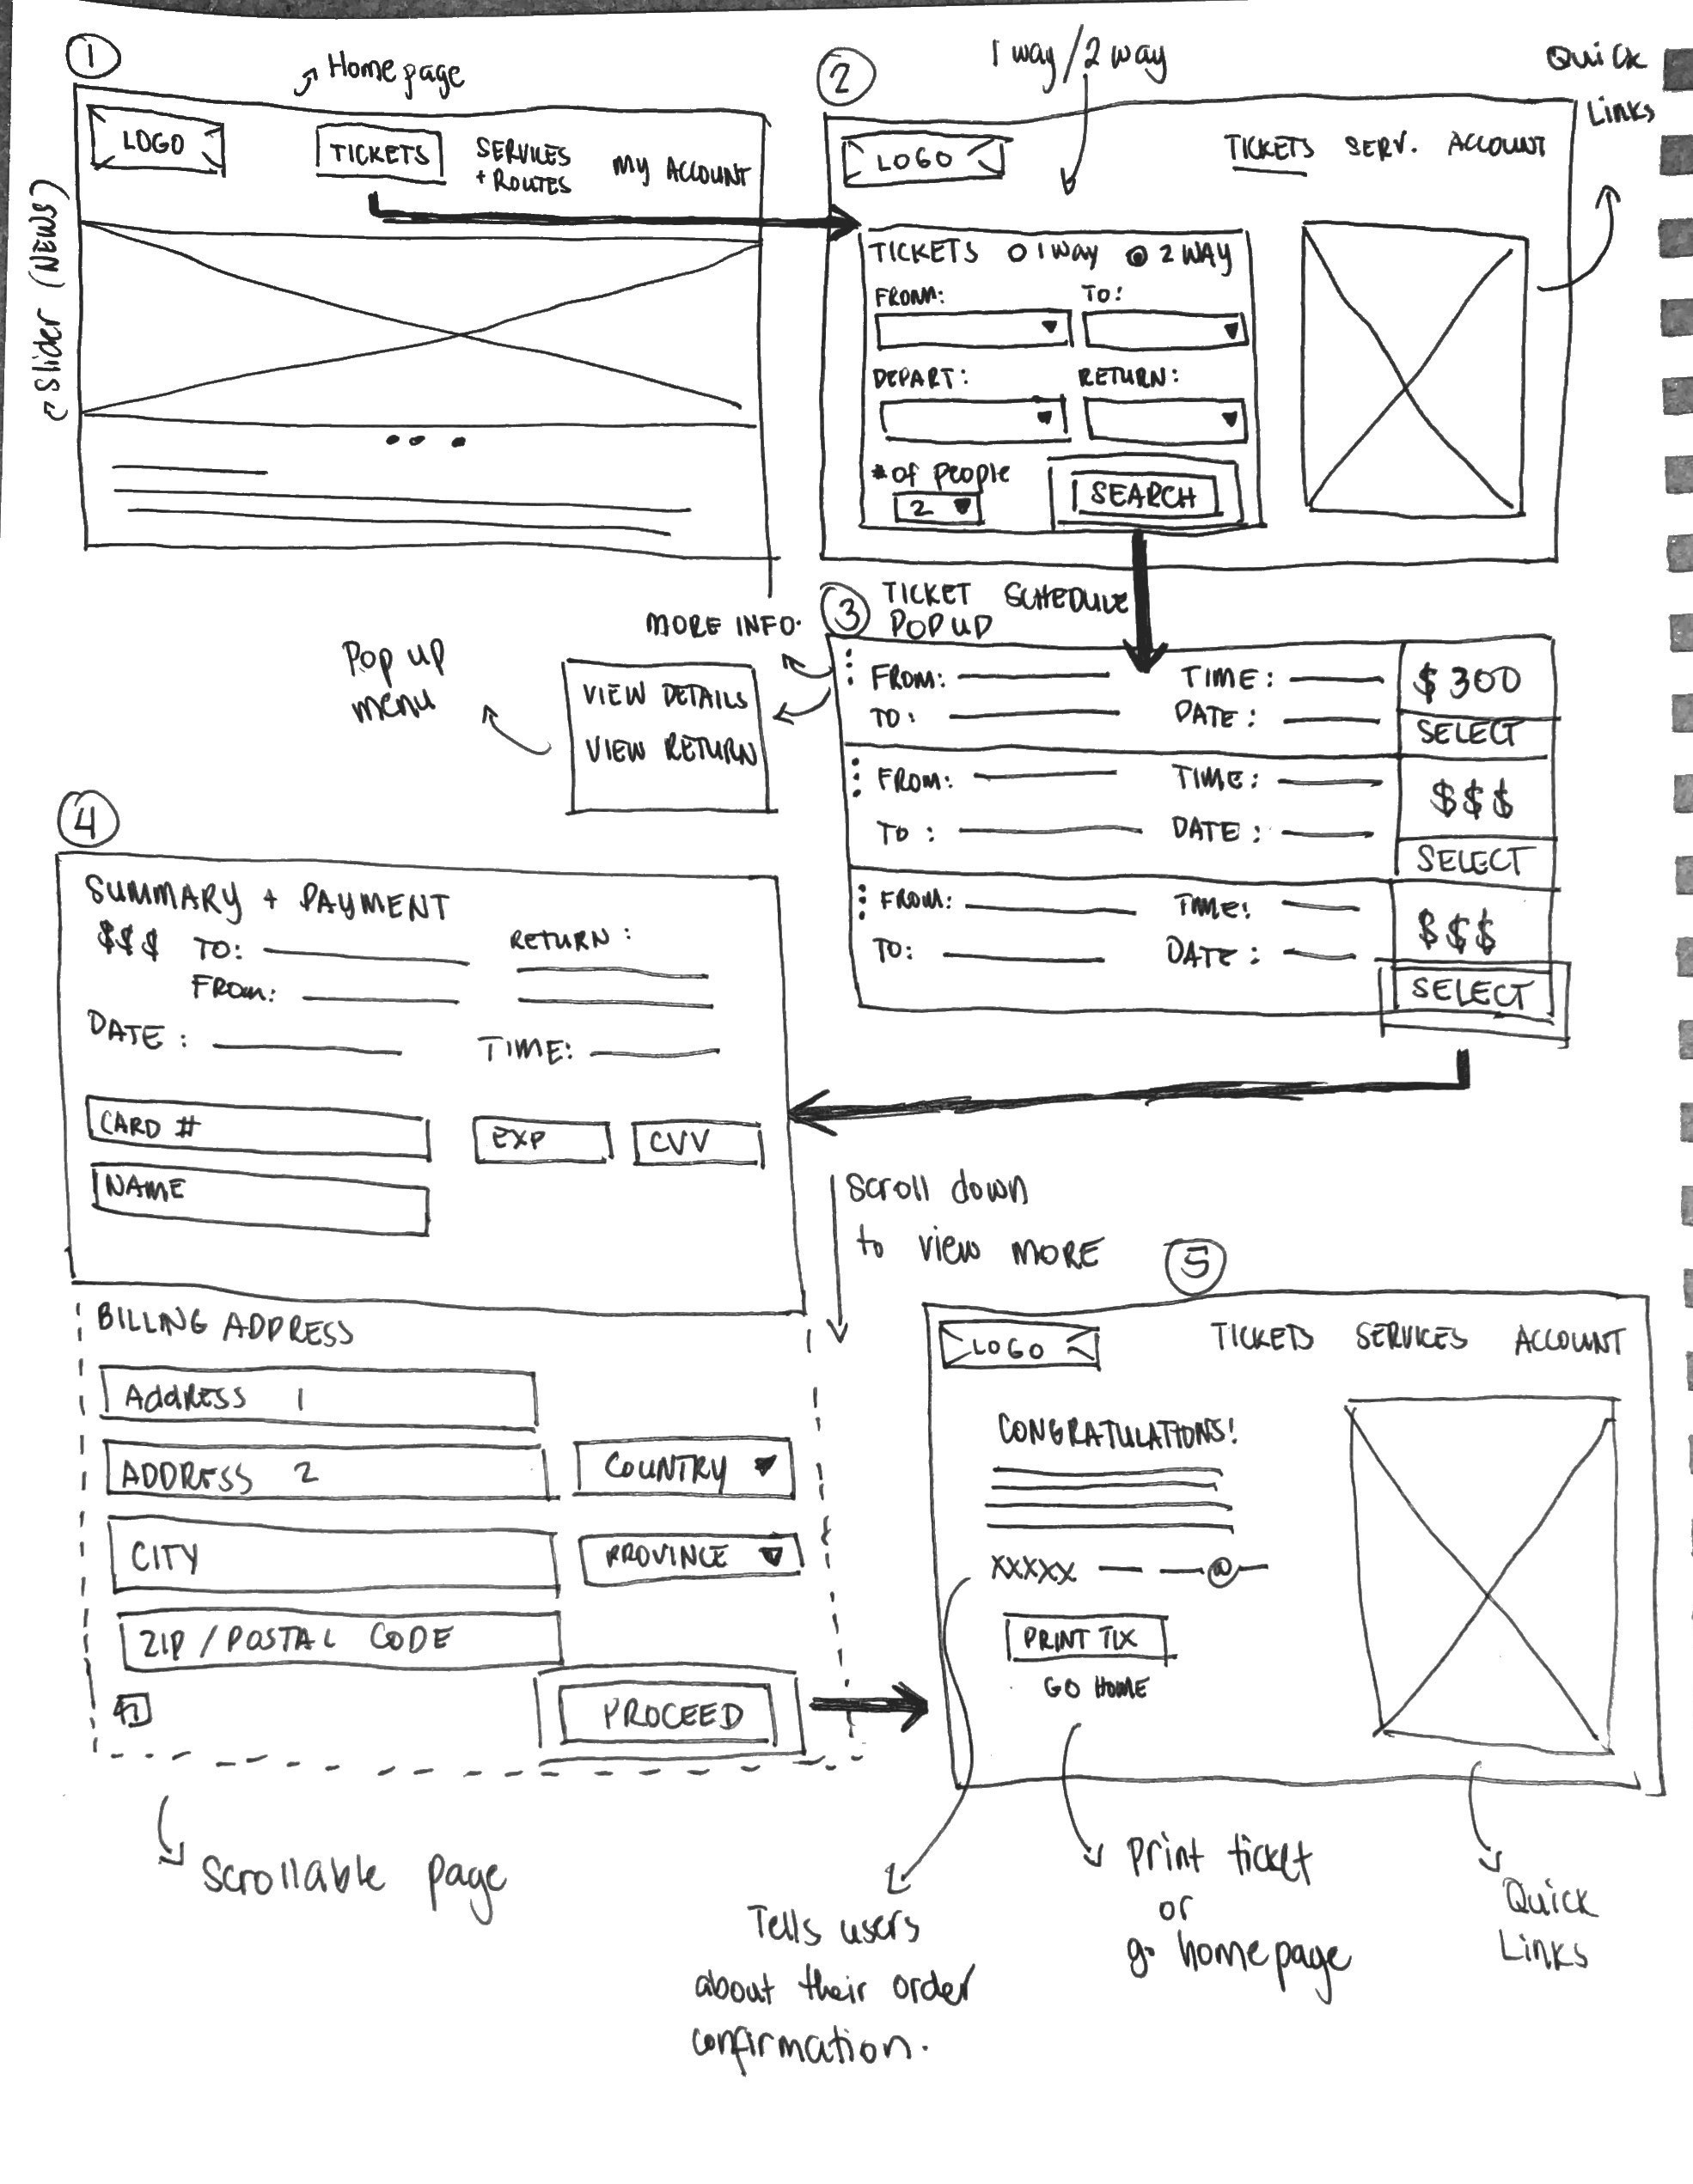 1
Homepage
LOGO
TICKETS
SERVICES
+ ROUTES
MY ACCOUNT
Slider (NEWS)
2
1 way/2 way
Quick
Links
LOGO
TICKETS SERV. ACCOUNT
TICKETS 1 WAY 2 WAY
FROM: TO:
DEPART: RETURN:
# of people
2
SEARCH
3
TICKET SCHEDULE
POP UP
MORE INFO.
Pop up
menu
VIEW DETAILS
VIEW RETURN
FROM: TIME: $300
TO: DATE: SELECT
FROM: TIME: $$$
TO: DATE: SELECT
FROM: TIME: $$$
TO: DATE: SELECT
4
SUMMARY + PAYMENT
$$$ TO: RETURN:
FROM:
DATE: TIME:
CARD # EXP CVV
NAME
Scroll down
to view MORE
BILLING ADDRESS
Address 1
ADDRESS 2 COUNTRY
CITY PROVINCE
ZIP / POSTAL CODE
PROCEED
Scrollable page
5
LOGO
TICKETS SERVICES ACCOUNT
CONGRATULATIONS!
XXXXX — —@—
PRINT TIX
GO HOME
Tells users
about their order
confirmation.
Print ticket
or
go homepage
Quick
Links